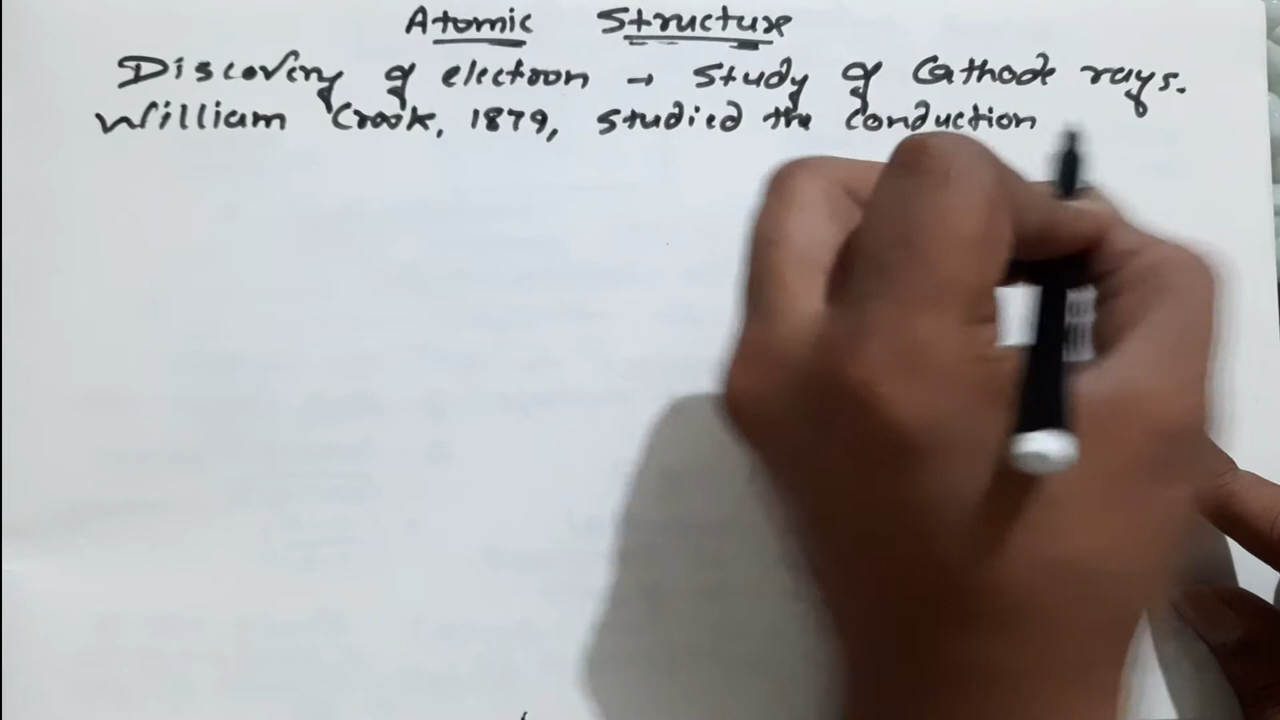 Atomic Structure
Discovery of electron → Study of Cathode rays.
William Crook, 1879, studied the conduction